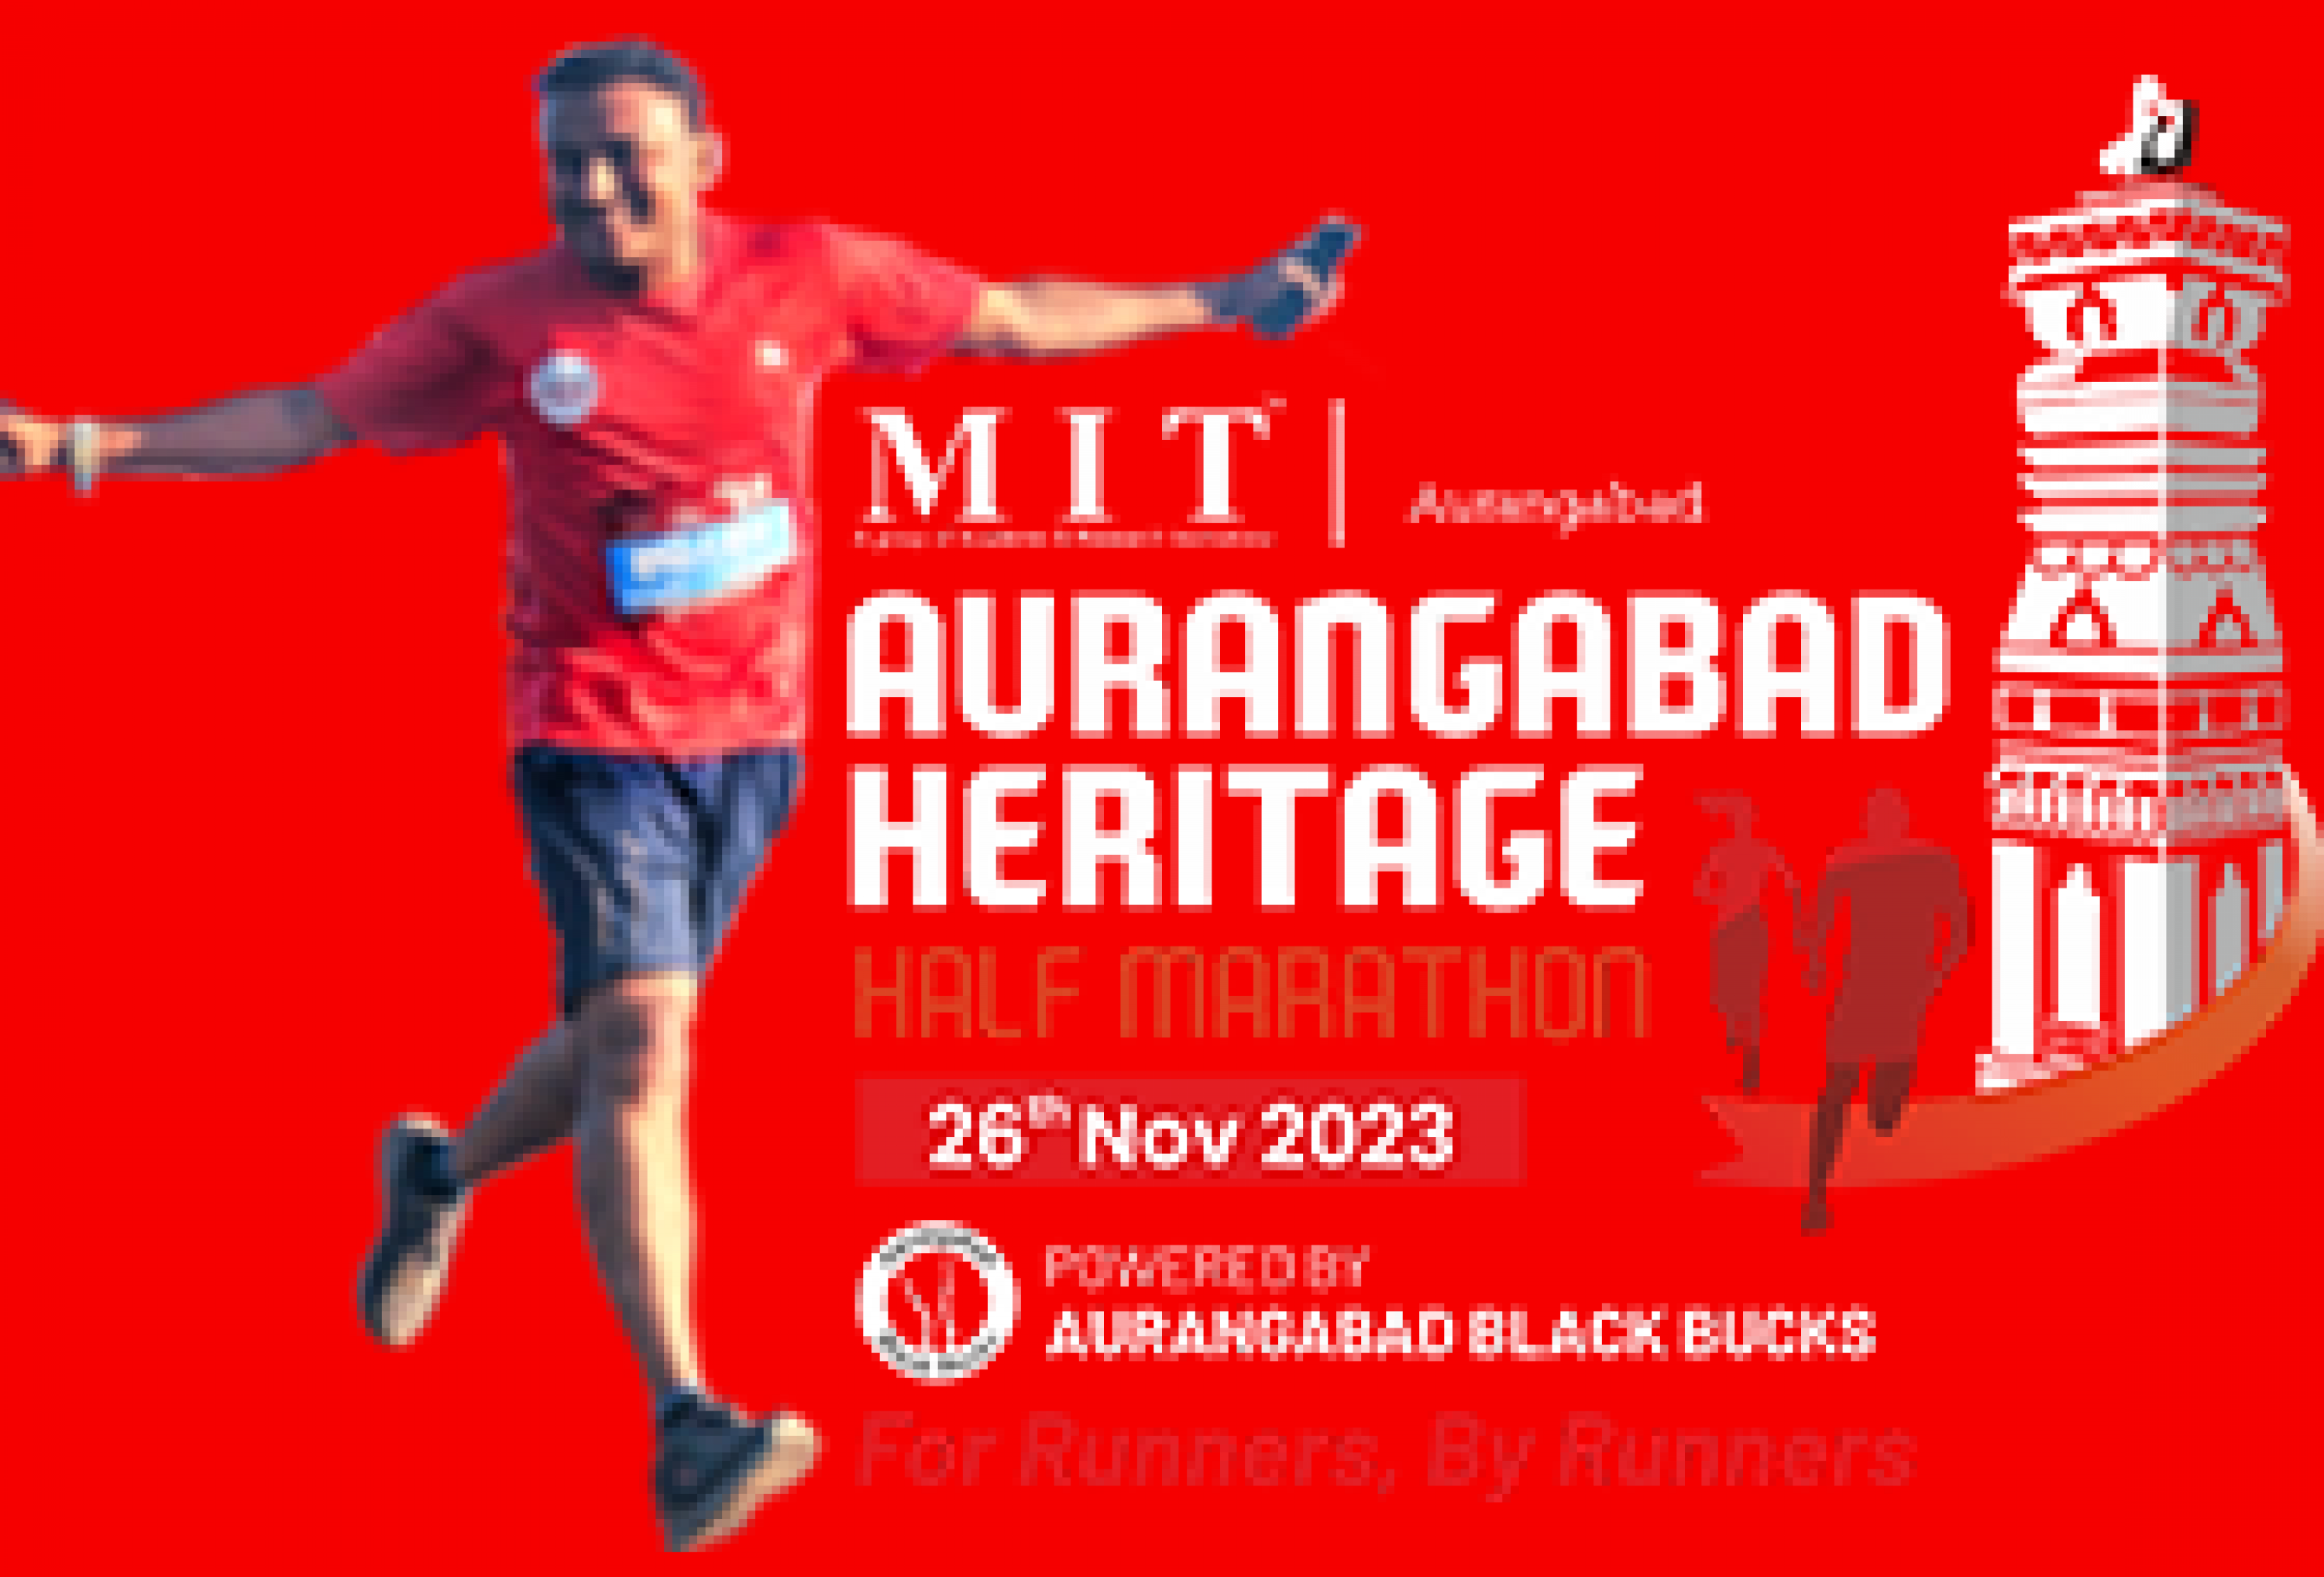 MIT
Aurangabad
AURANGABAD
HERITAGE
HALF MARATHON
26th Nov 2023
POWERED BY
AURANGABAD BLACK BUCKS
For Runners, By Runners